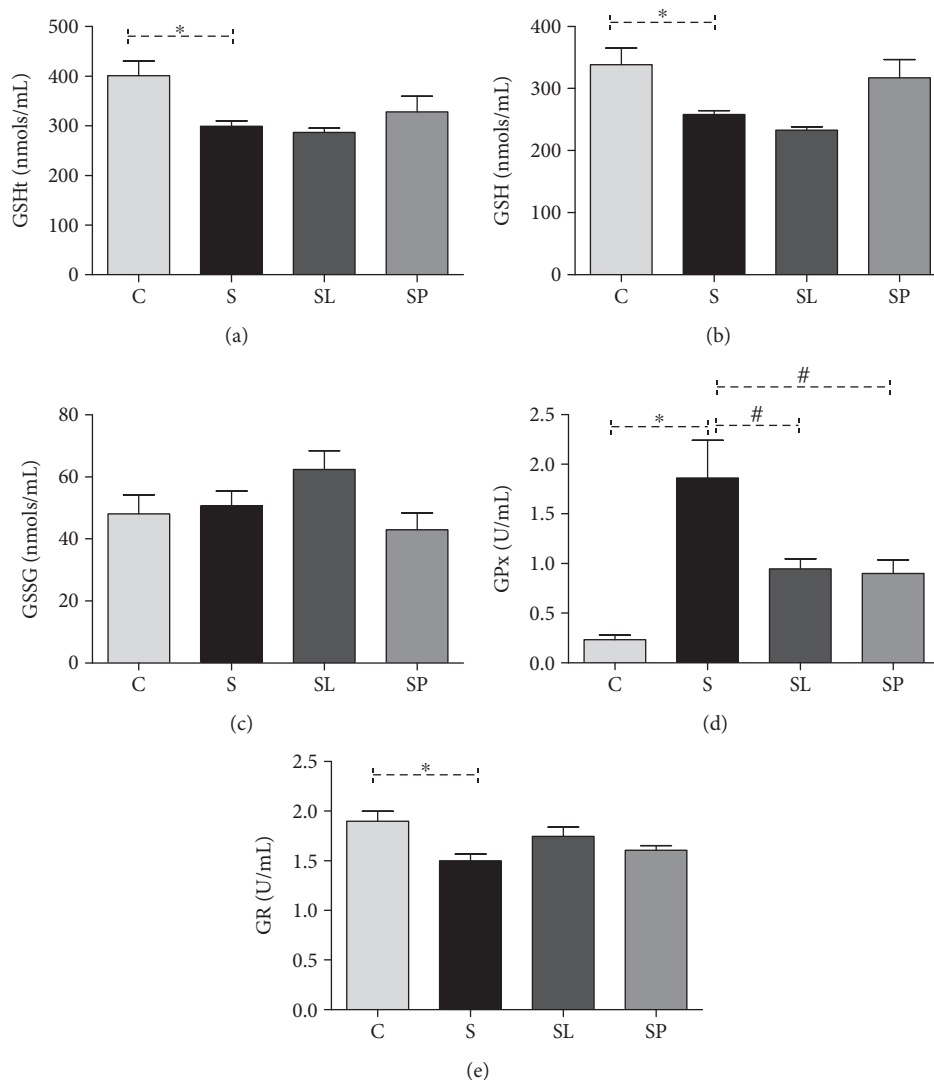 *
500
400
300
200
100
0
GSHt (nmols/mL)
C S SL SP
(a)
*
400
300
200
100
0
GSH (nmols/mL)
C S SL SP
(b)
80
60
40
20
0
GSSG (nmols/mL)
C S SL SP
(c)
#
* #
2.5
2.0
1.5
1.0
0.5
0.0
GPx (U/mL)
C S SL SP
(d)
*
2.5
2.0
1.5
1.0
0.5
0.0
GR (U/mL)
C S SL SP
(e)